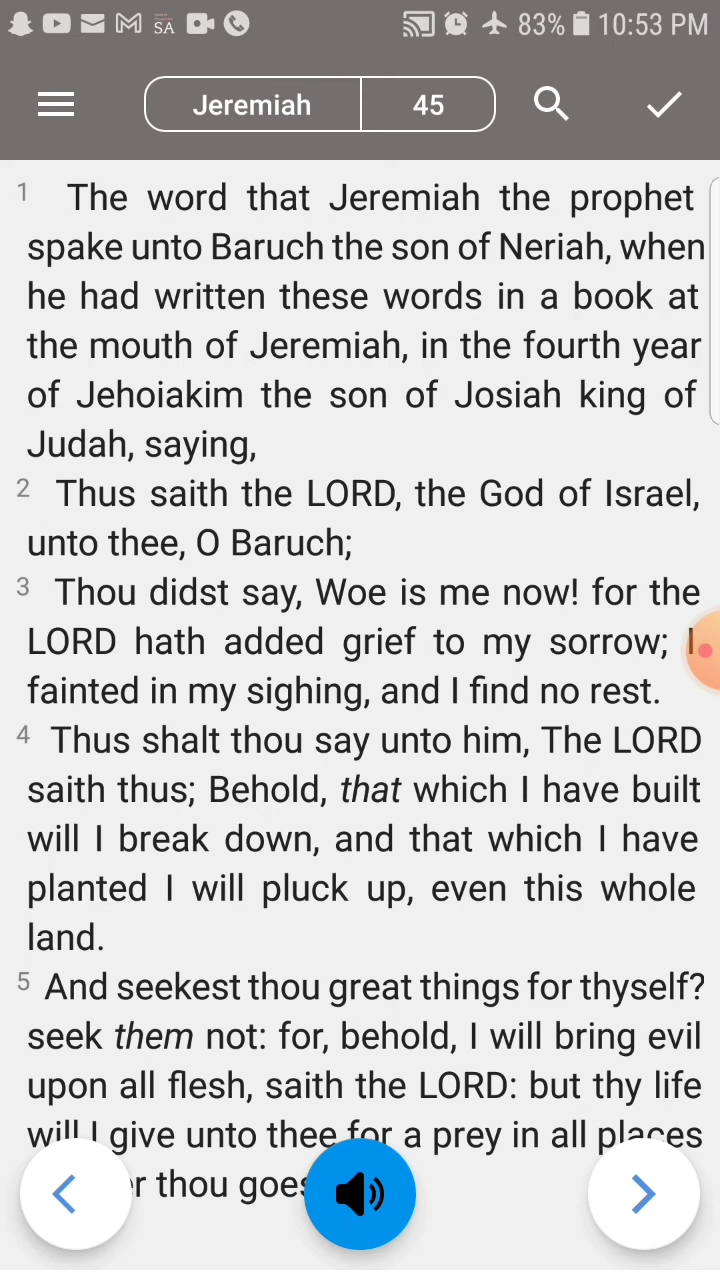 SA 83% 10:53 PM
Jeremiah 45
1 The word that Jeremiah the prophet
spake unto Baruch the son of Neriah, when
he had written these words in a book at
the mouth of Jeremiah, in the fourth year
of Jehoiakim the son of Josiah king of
Judah, saying,
2 Thus saith the LORD, the God of Israel,
unto thee, O Baruch;
3 Thou didst say, Woe is me now! for the
LORD hath added grief to my sorrow; I
fainted in my sighing, and I find no rest.
4 Thus shalt thou say unto him, The LORD
saith thus; Behold, that which I have built
will I break down, and that which I have
planted I will pluck up, even this whole
land.
5 And seekest thou great things for thyself?
seek them not: for, behold, I will bring evil
upon all flesh, saith the LORD: but thy life
will I give unto thee for a prey in all places
thou